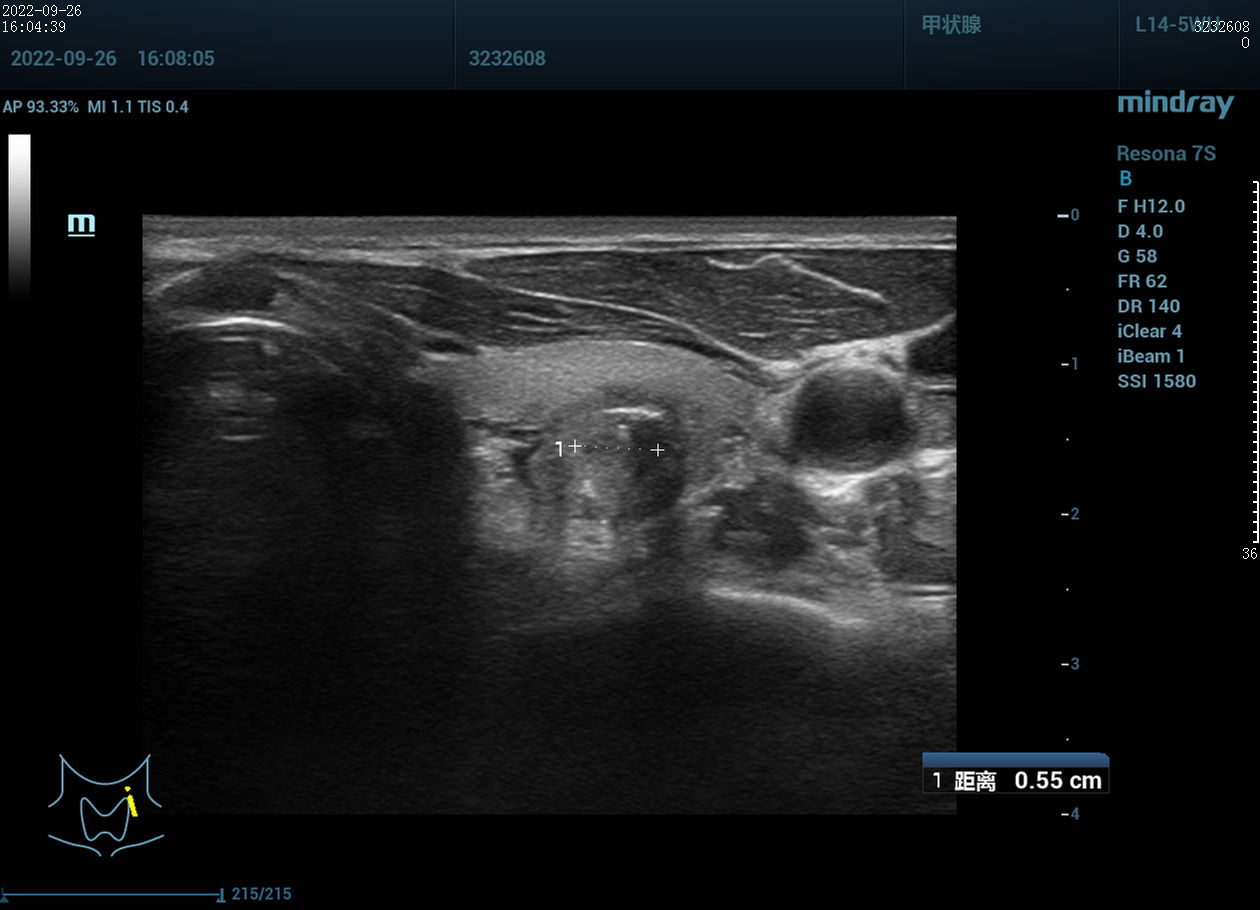 2022-09-26
16:04:39
2022-09-26 16:08:05
3232608
甲状腺
3232608
0
AP 93.33% MI 1.1 TIS 0.4
mindray
Resona 7S
B
F H12.0
D 4.0
G 58
FR 62
DR 140
iClear 4
iBeam 1
SSI 1580
m
0
1
2
3
4
36
1
1 距离 0.55 cm
215/215